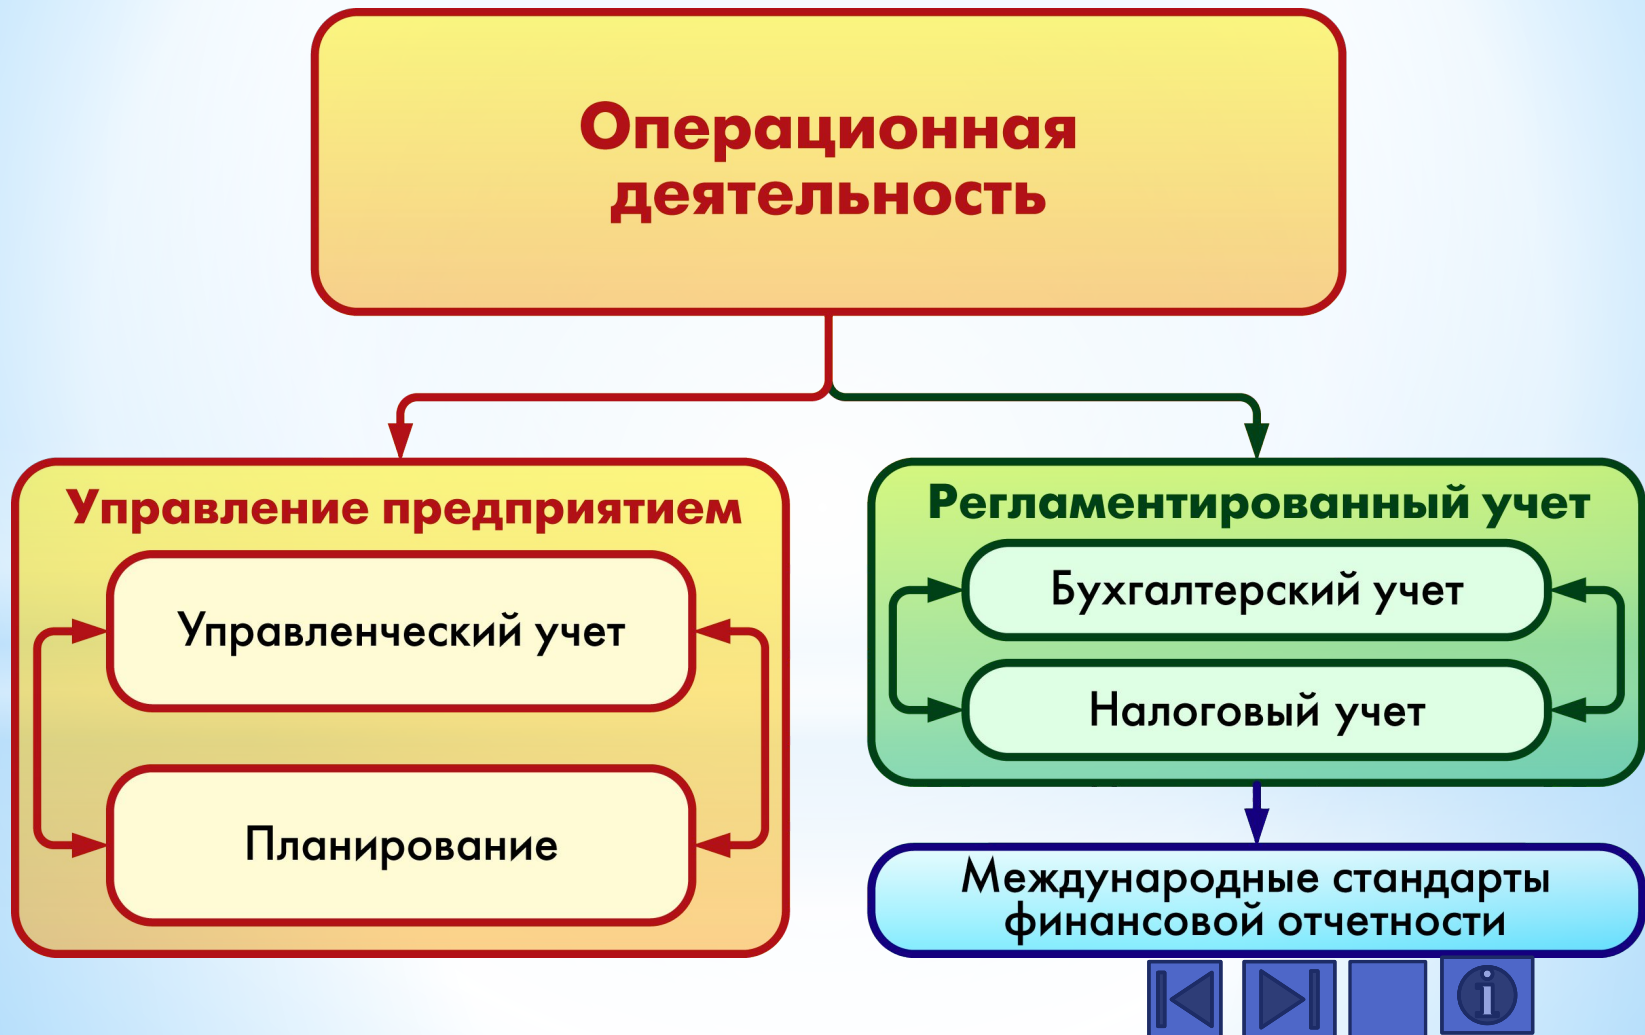 Операционная
деятельность
Управление предприятием
Управленческий учет
Планирование
Регламентированный учет
Бухгалтерский учет
Налоговый учет
Международные стандарты
финансовой отчетности
i